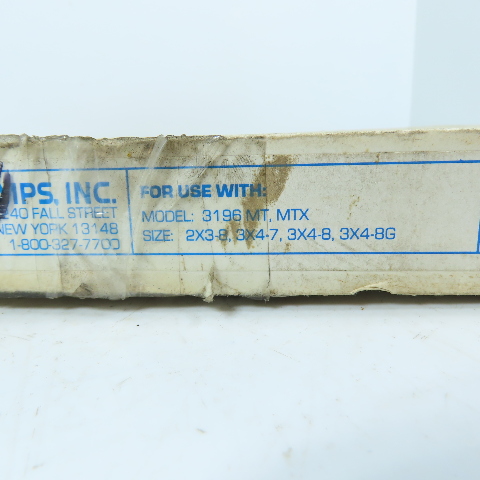 MPS, INC.
240 FALL STREET
NEW YORK 13148
1-800-327-7700
FOR USE WITH:
MODEL: 3196 MT, MTX
SIZE: 2X3-8, 3X4-7, 3X4-8, 3X4-8G